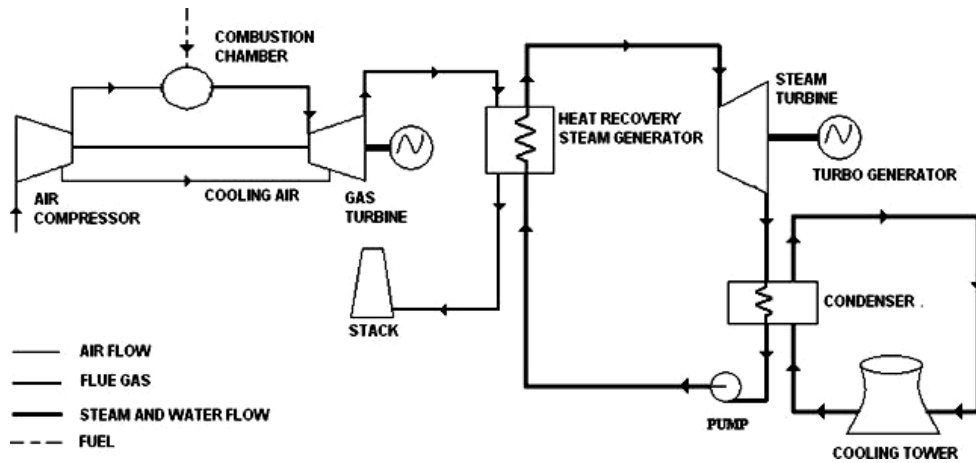 COMBUSTION
CHAMBER
STEAM
TURBINE
HEAT RECOVERY
STEAM GENERATOR
TURBO GENERATOR
COOLING AIR
AIR
COMPRESSOR
GAS
TURBINE
CONDENSER .
STACK
AIR FLOW
FLUE GAS
STEAM AND WATER FLOW
FUEL
PUMP
COOLING TOWER